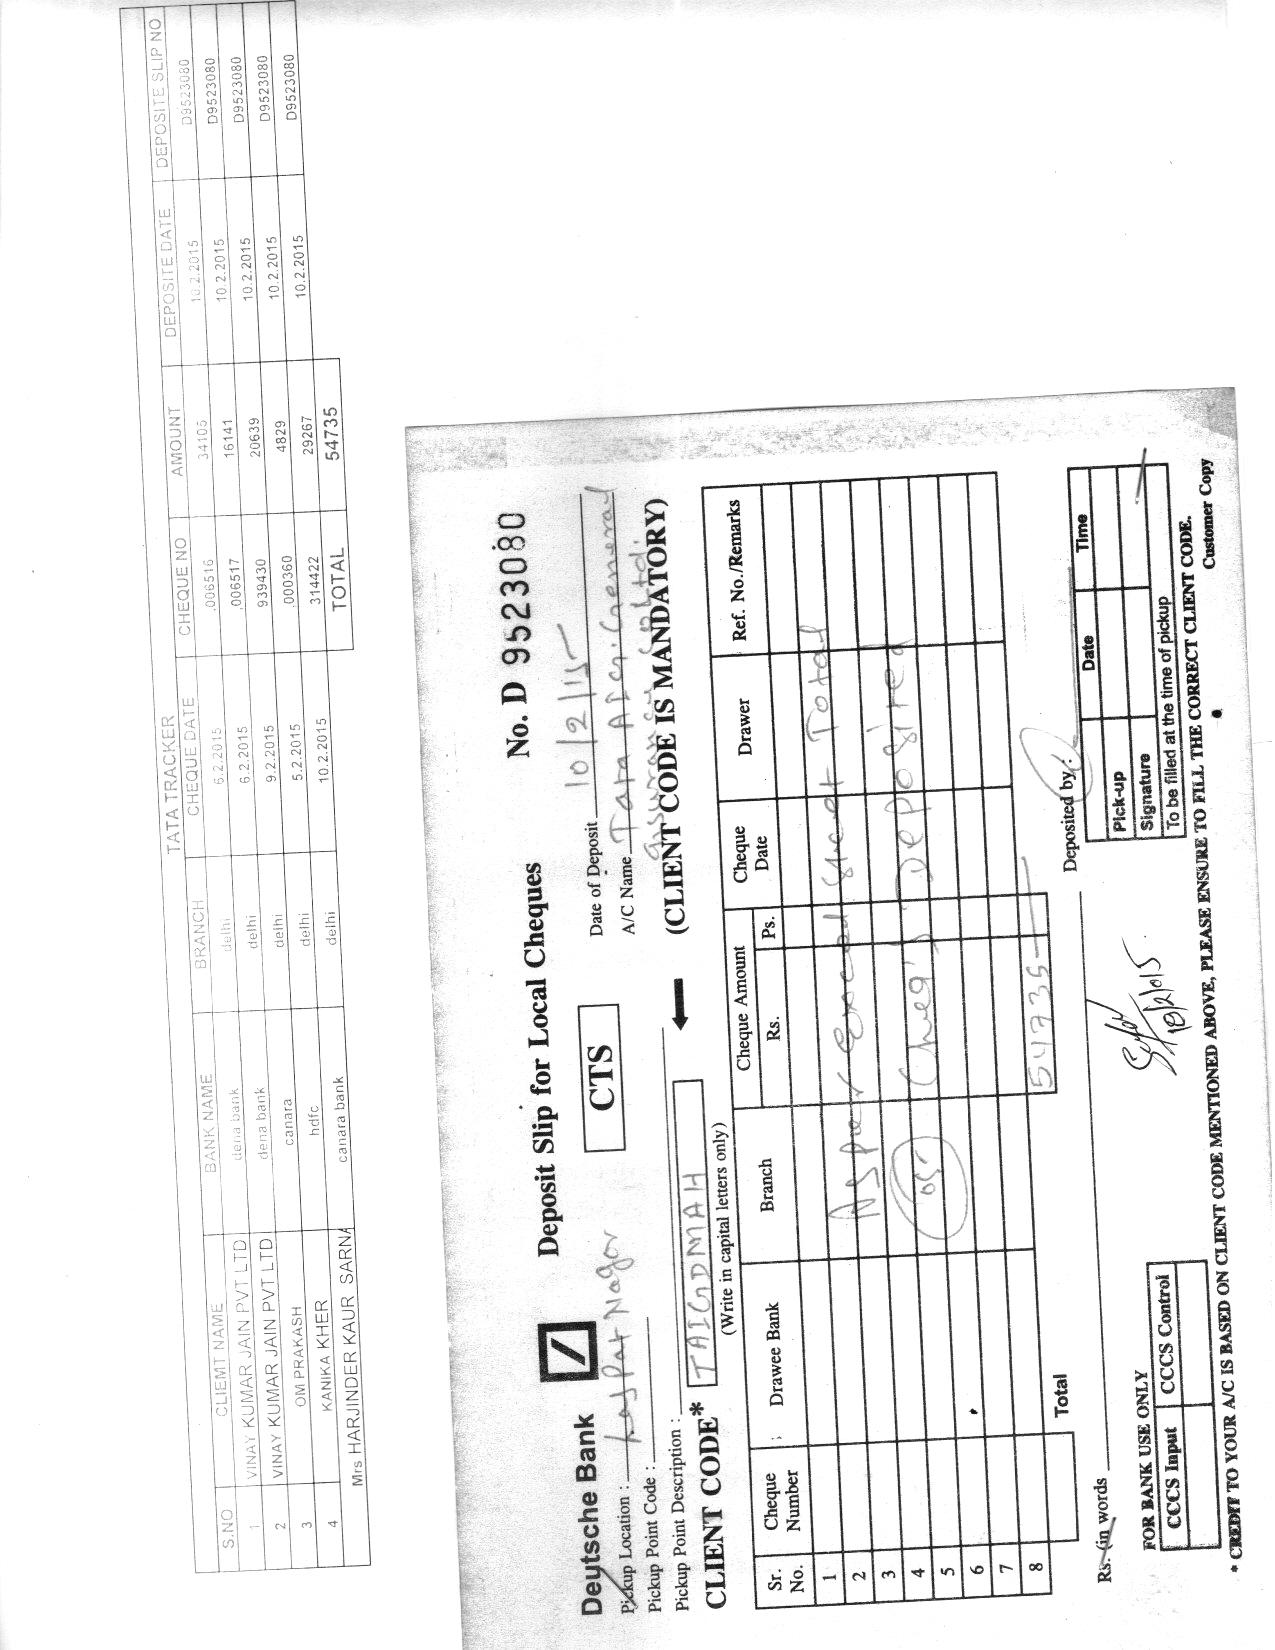 TATA TRACKER
S.NO CLIEMT NAME BANK NAME BRANCH CHEQUE DATE CHEQUE NO AMOUNT DEPOSITE DATE DEPOSITE SLIP NO
1 VINAY KUMAR JAIN PVT LTD dena bank delhi 6.2.2015 .006516 34105 10.2.2015 D9523080
2 VINAY KUMAR JAIN PVT LTD dena bank delhi 6.2.2015 .006517 16141 10.2.2015 D9523080
3 OM PRAKASH canara delhi 9.2.2015 939430 20639 10.2.2015 D9523080
4 KANIKA KHER hdfc delhi 5.2.2015 .000360 4829 10.2.2015 D9523080
Mrs HARJINDER KAUR SARNA canara bank delhi 10.2.2015 314422 29267 10.2.2015 D9523080
TOTAL 54735
Deutsche Bank Deposit Slip for Local Cheques No. D 9523080
Pickup Location : LajPat Nagar CTS Date of Deposit 10/2/15
Pickup Point Code : A/C Name Tata AIG General
Pickup Point Description :
CLIENT CODE* TAIGDMAH (CLIENT CODE IS MANDATORY)
(Write in capital letters only)
Sr. No. Cheque Number Drawee Bank Branch Cheque Amount Cheque Date Drawer Ref. No./Remarks
Rs. Ps.
1
2 As per Excel Sheet Total
3
4 05 Cheq's Deposited
5
6
7
8
Total 54735
Rs. (in words Deposited by :
10/2/015
Date Time
Pick-up
Signature
To be filled at the time of pickup
FOR BANK USE ONLY
CCCS Input CCCS Control
* CREDIT TO YOUR A/C IS BASED ON CLIENT CODE MENTIONED ABOVE, PLEASE ENSURE TO FILL THE CORRECT CLIENT CODE.
Customer Copy